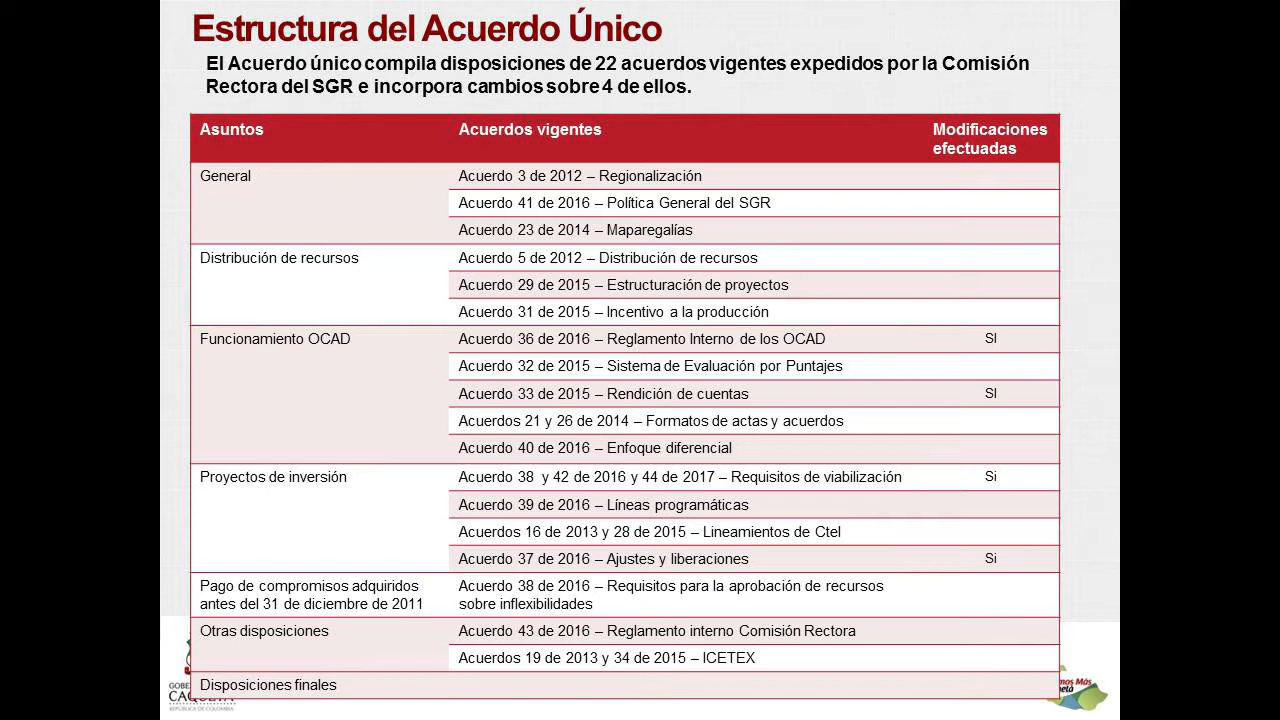 Estructura del Acuerdo Único
El Acuerdo único compila disposiciones de 22 acuerdos vigentes expedidos por la Comisión
Rectora del SGR e incorpora cambios sobre 4 de ellos.
Asuntos
Acuerdos vigentes
Modificaciones
efectuadas
General
Acuerdo 3 de 2012 – Regionalización
Acuerdo 41 de 2016 – Política General del SGR
Acuerdo 23 de 2014 – Maparegalías
Distribución de recursos
Acuerdo 5 de 2012 – Distribución de recursos
Acuerdo 29 de 2015 – Estructuración de proyectos
Acuerdo 31 de 2015 – Incentivo a la producción
Funcionamiento OCAD
Acuerdo 36 de 2016 – Reglamento Interno de los OCAD
SI
Acuerdo 32 de 2015 – Sistema de Evaluación por Puntajes
Acuerdo 33 de 2015 – Rendición de cuentas
SI
Acuerdos 21 y 26 de 2014 – Formatos de actas y acuerdos
Acuerdo 40 de 2016 – Enfoque diferencial
Proyectos de inversión
Acuerdo 38 y 42 de 2016 y 44 de 2017 – Requisitos de viabilización
Si
Acuerdo 39 de 2016 – Líneas programáticas
Acuerdos 16 de 2013 y 28 de 2015 – Lineamientos de Ctel
Acuerdo 37 de 2016 – Ajustes y liberaciones
Si
Pago de compromisos adquiridos
antes del 31 de diciembre de 2011
Acuerdo 38 de 2016 – Requisitos para la aprobación de recursos
sobre inflexibilidades
Otras disposiciones
Acuerdo 43 de 2016 – Reglamento interno Comisión Rectora
Acuerdos 19 de 2013 y 34 de 2015 – ICETEX
Disposiciones finales
CAQUETA
REPÚBLICA DE COLOMBIA